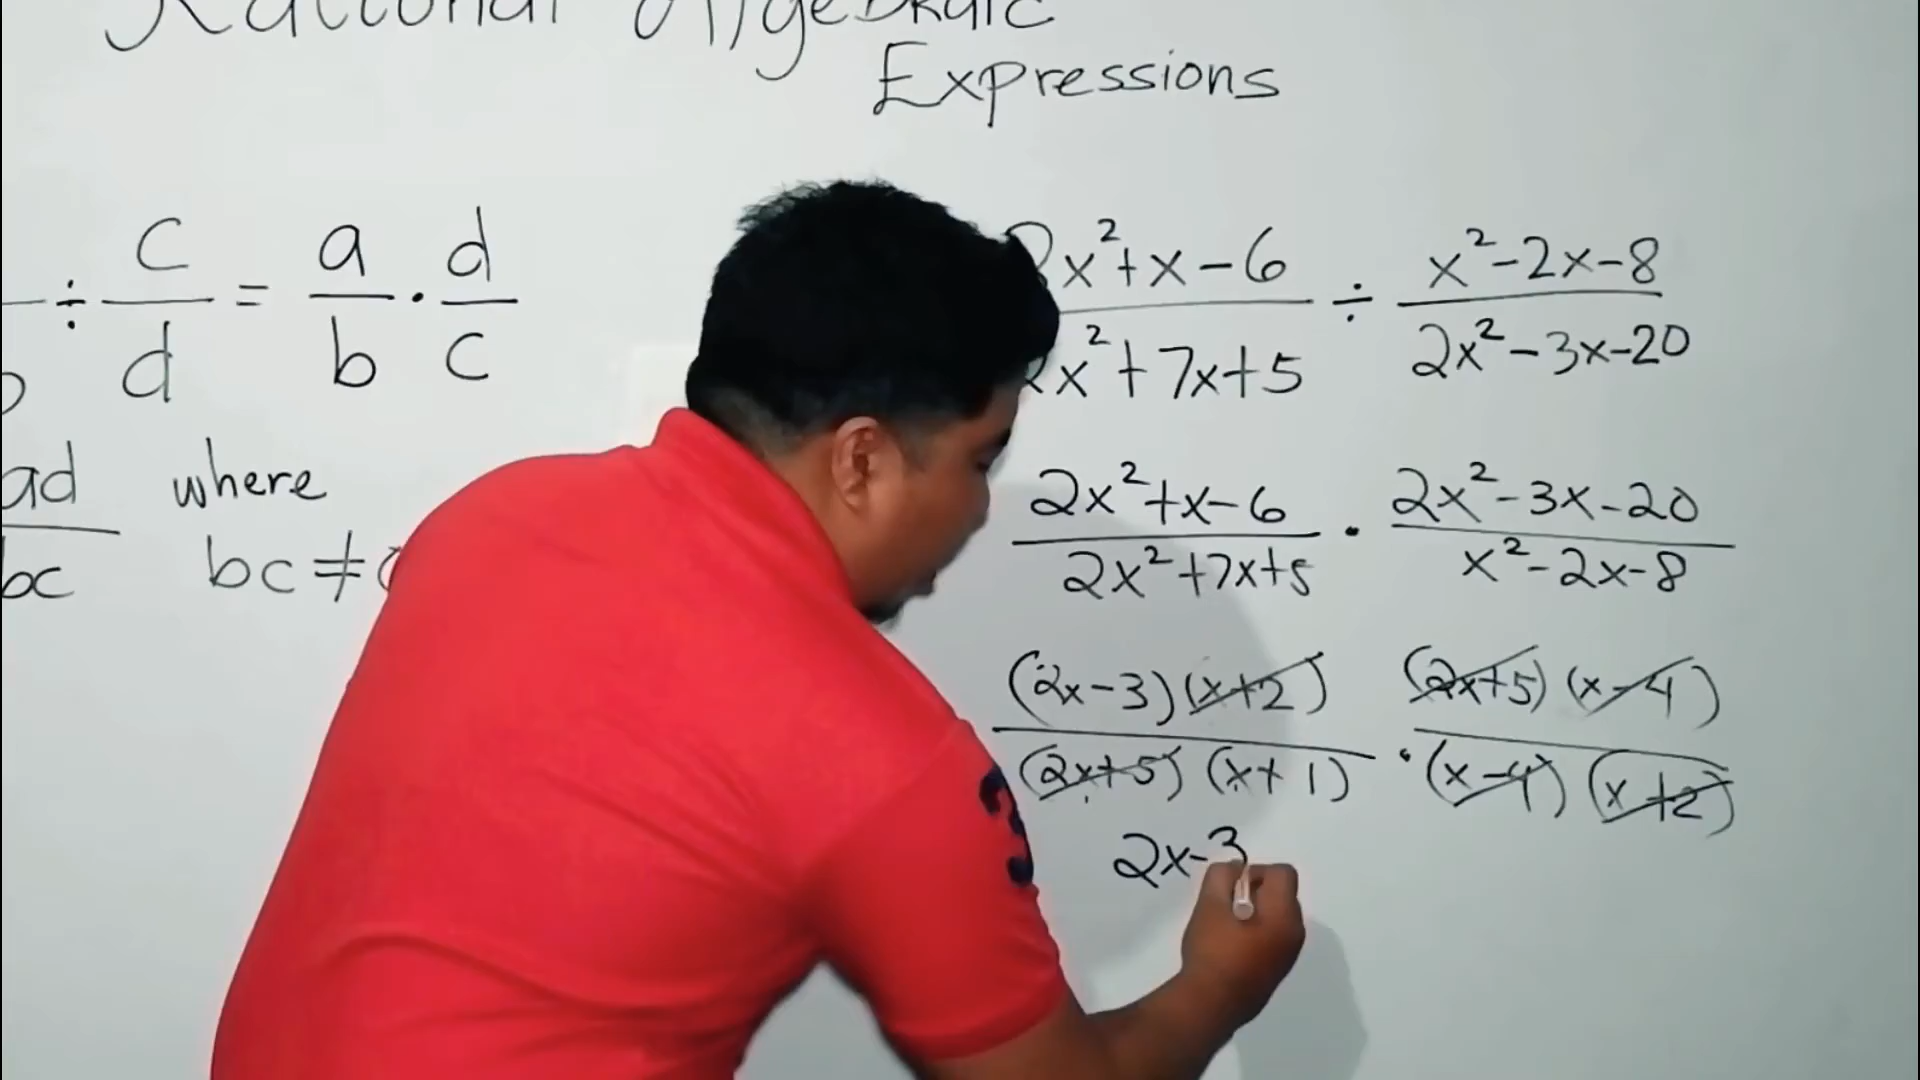 Rational Algebraic
Expressions
÷ c/d = a/b · d/c
ad/bc where
bc ≠
2x²+x-6 / 2x²+7x+5 ÷ x²-2x-8 / 2x²-3x-20
2x²+x-6 / 2x²+7x+5 · 2x²-3x-20 / x²-2x-8
(2x-3)(x+2) / (2x+5)(x+1) · (2x+5)(x-4) / (x-4)(x+2)
2x-3
3